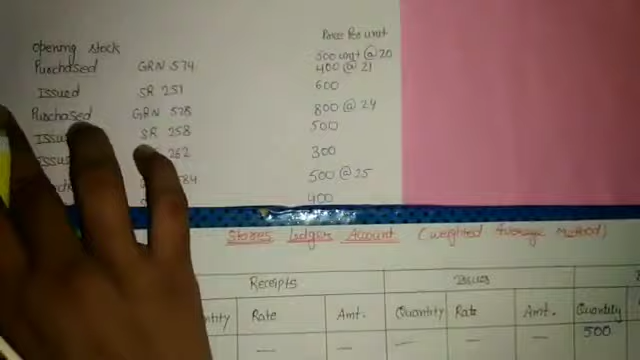 Price Per unit
opening stock 500 unit @ 20
Purchased GRN 574 400 @ 21
Issued SR 251 600
Purchased GRN 578 800 @ 24
SR 258 500
262 300
84 500 @ 25
400
Stores Ledger Account (weighted Average Method)
Receipts Issues
Rate Amt. Quantity Rate Amt. Quantity
— — — — — 500